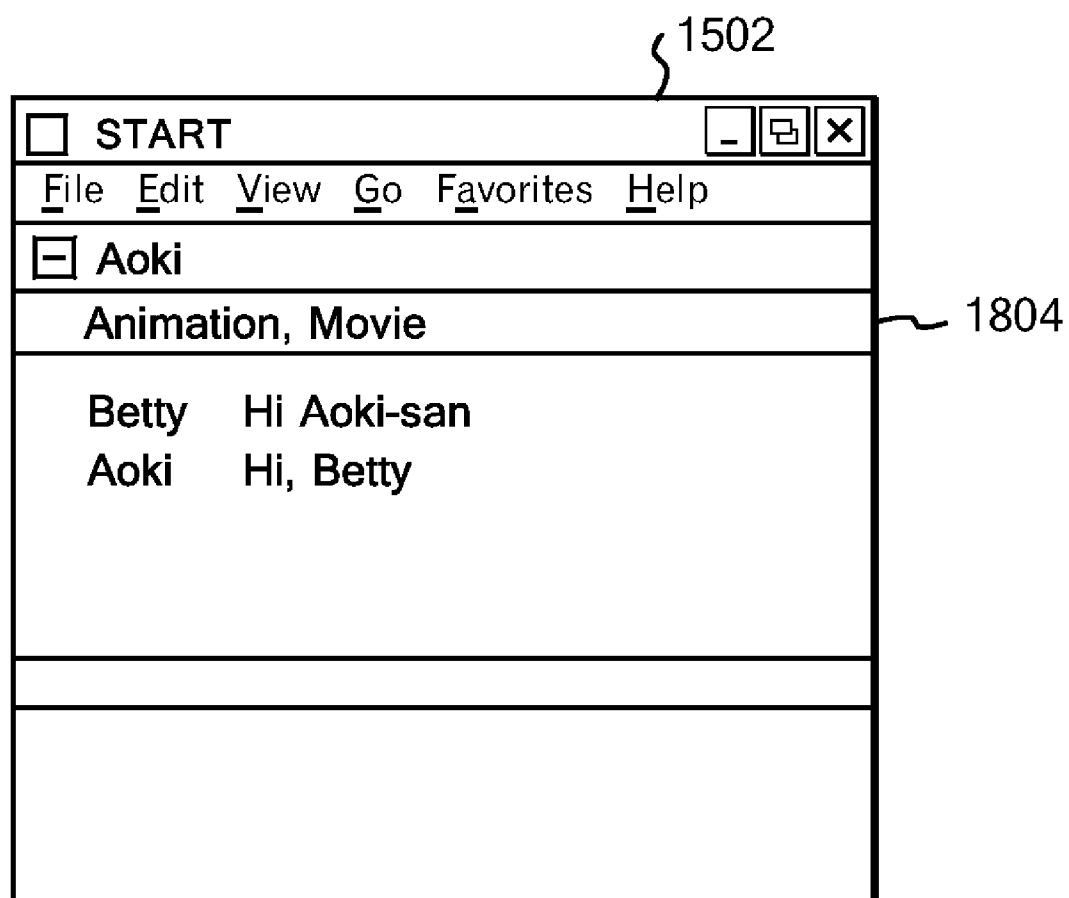 1502
START
File Edit View Go Favorites Help
Aoki
Animation, Movie
1804
Betty Hi Aoki-san
Aoki Hi, Betty